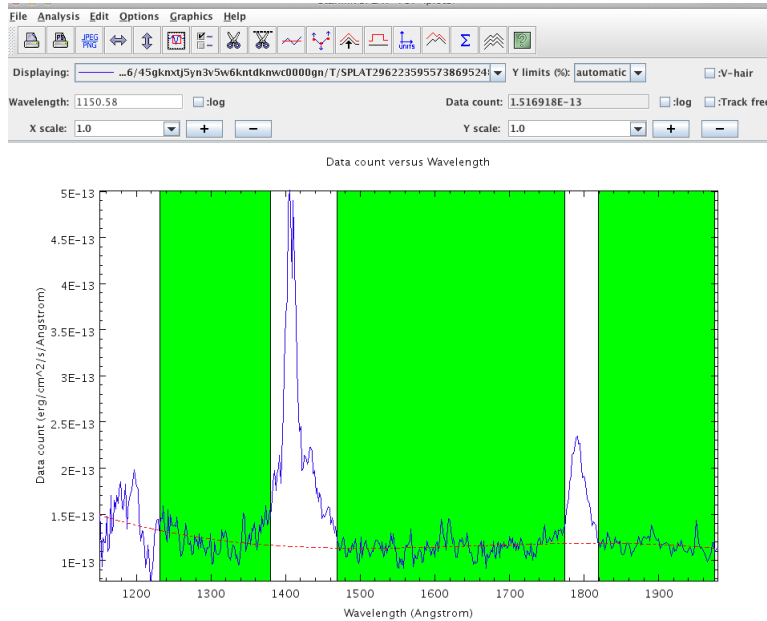 File Analysis Edit Options Graphics Help
JPEG PNG UNITS Σ ?
Displaying: ...6/45gknxtj5yn3v5w6kntdknwc0000gn/T/SPLAT2962235955738695248 Y limits (%): automatic :V-hair
Wavelength: 1150.58 :log Data count: 1.516918E-13 :log :Track free
X scale: 1.0 + − Y scale: 1.0 + −
Data count versus Wavelength
5E-13
4.5E-13
4E-13
3.5E-13
3E-13
2.5E-13
2E-13
1.5E-13
1E-13
Data count (erg/cm^2/s/Angstrom)
1200 1300 1400 1500 1600 1700 1800 1900
Wavelength (Angstrom)